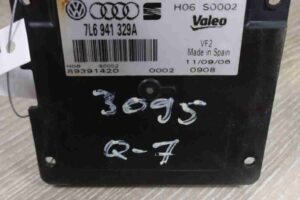 H06 S0002
7L6 941 329A
Valeo
VF2
Made in Spain
11/09/06
H06 S0002
89391420 0002 0908
3095
Q-7